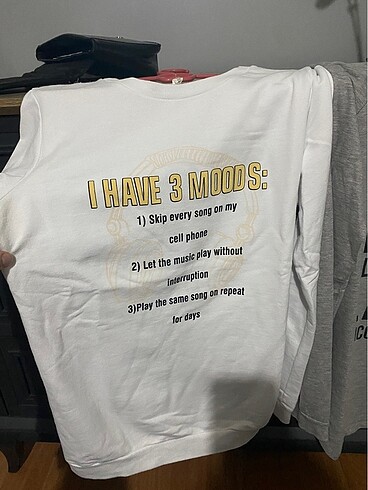 I HAVE 3 MOODS:
1) Skip every song on my
cell phone
2) Let the music play without
interruption
3)Play the same song on repeat
for days